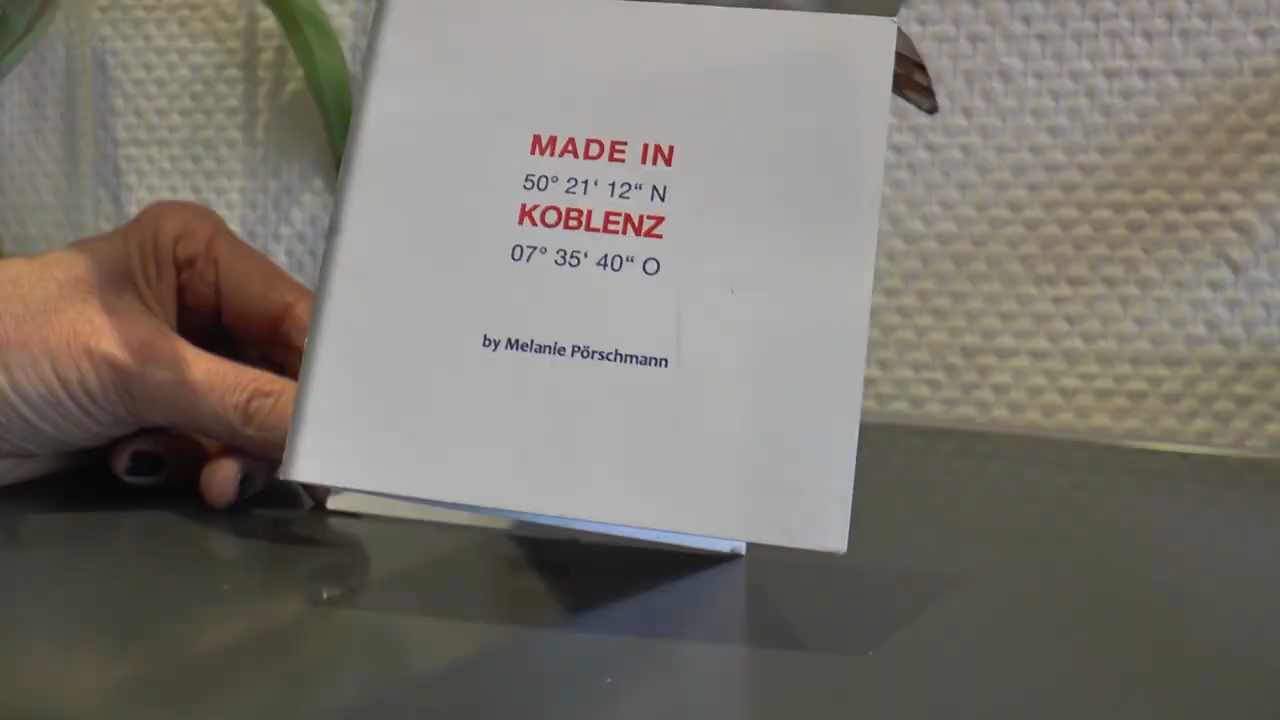 MADE IN
50° 21‘ 12“ N
KOBLENZ
07° 35‘ 40“ O
by Melanie Pörschmann